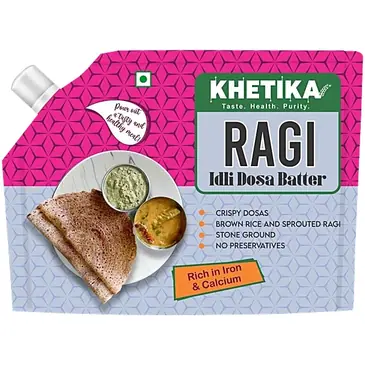 Pour out
a tasty and
healthy meal!
KHETIKA
Taste. Health. Purity.
RAGI
Idli Dosa Batter
CRISPY DOSAS
BROWN RICE AND SPROUTED RAGI
STONE GROUND
NO PRESERVATIVES
Rich in Iron
& Calcium